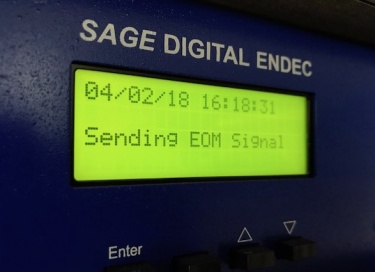 SAGE DIGITAL ENDEC
04/02/18 16:18:31
Sending EOM Signal
Enter